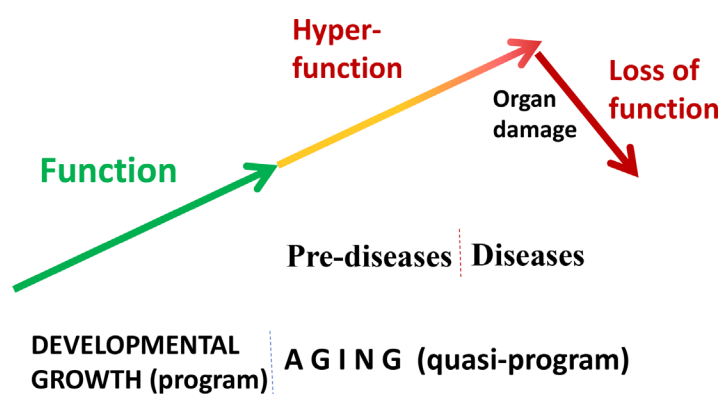 Hyper-
function
Loss of
function
Organ
damage
Function
Pre-diseases
Diseases
DEVELOPMENTAL
GROWTH (program)
A G I N G (quasi-program)